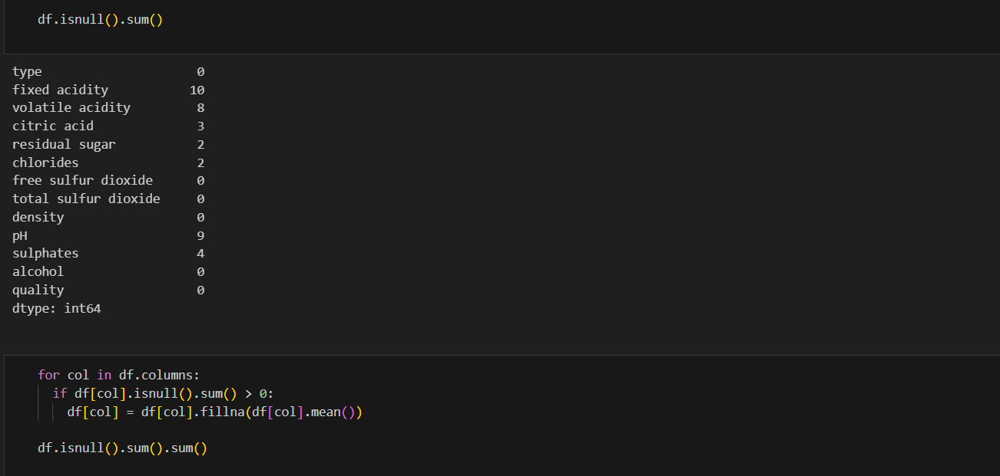 df.isnull().sum()
type 0
fixed acidity 10
volatile acidity 8
citric acid 3
residual sugar 2
chlorides 2
free sulfur dioxide 0
total sulfur dioxide 0
density 0
pH 9
sulphates 4
alcohol 0
quality 0
dtype: int64
for col in df.columns:
  if df[col].isnull().sum() > 0:
    df[col] = df[col].fillna(df[col].mean())
df.isnull().sum().sum()